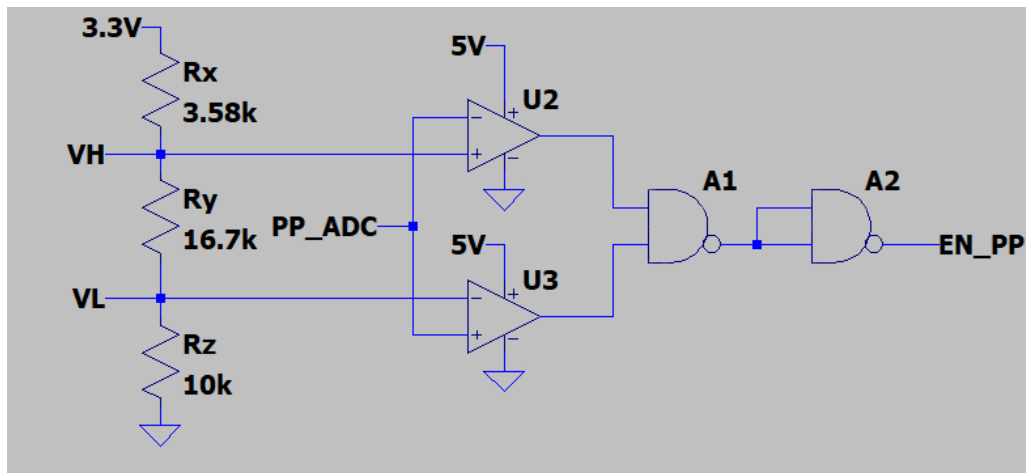 3.3V
Rx
3.58k
VH
Ry
16.7k
VL
Rz
10k
PP_ADC
5V
U2
5V
U3
A1
A2
EN_PP